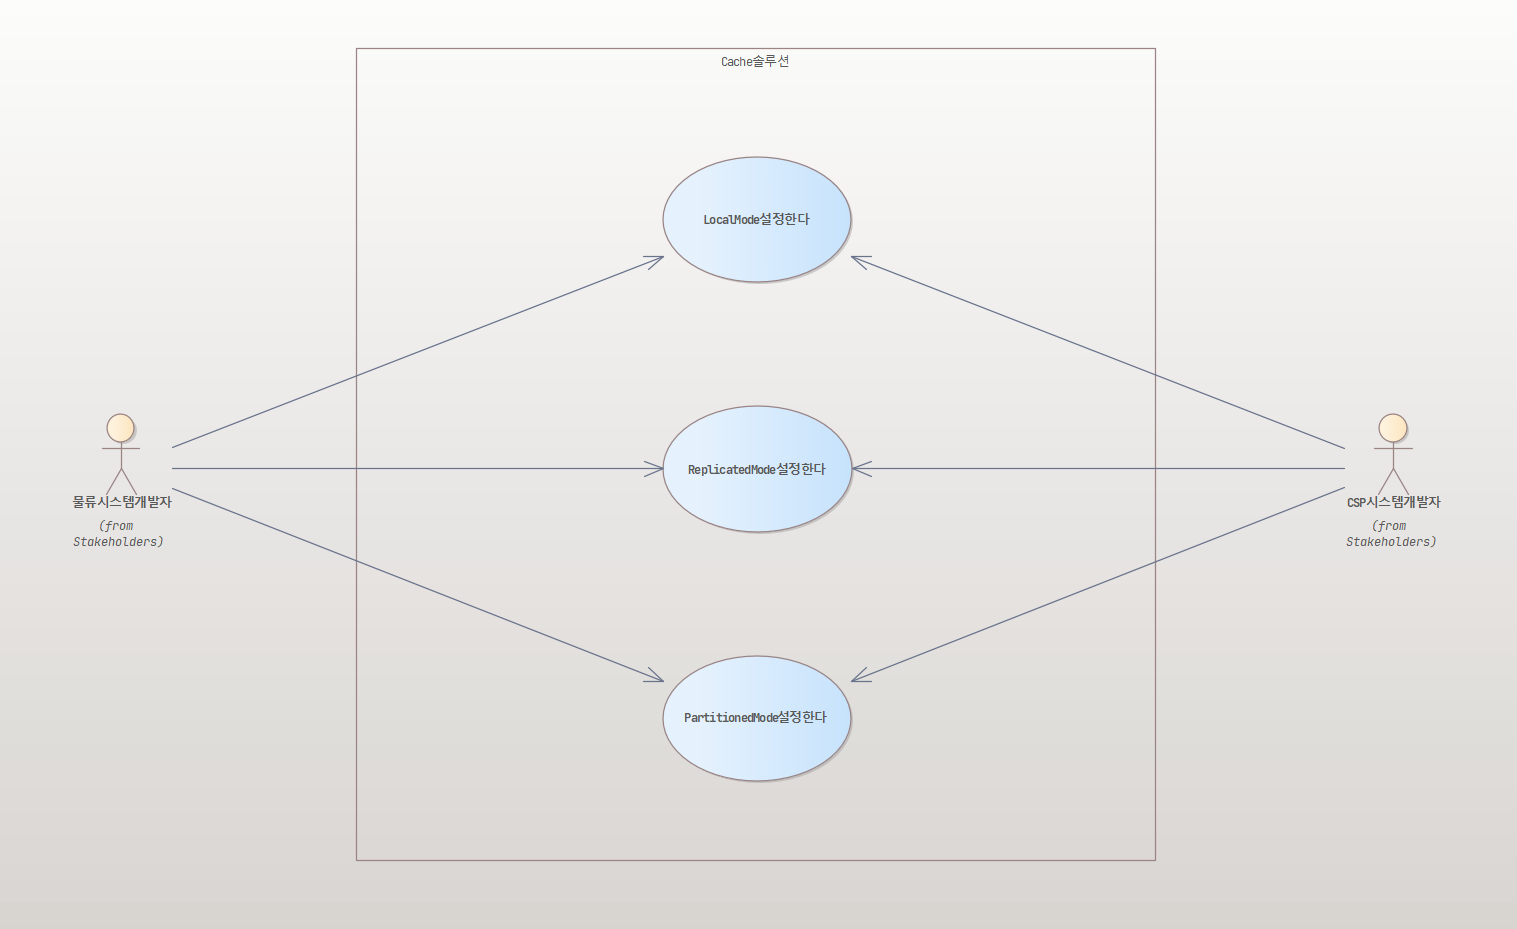 Cache솔루션
LocalMode설정한다
ReplicatedMode설정한다
PartitionedMode설정한다
물류시스템개발자
(from
Stakeholders)
CSP시스템개발자
(from
Stakeholders)